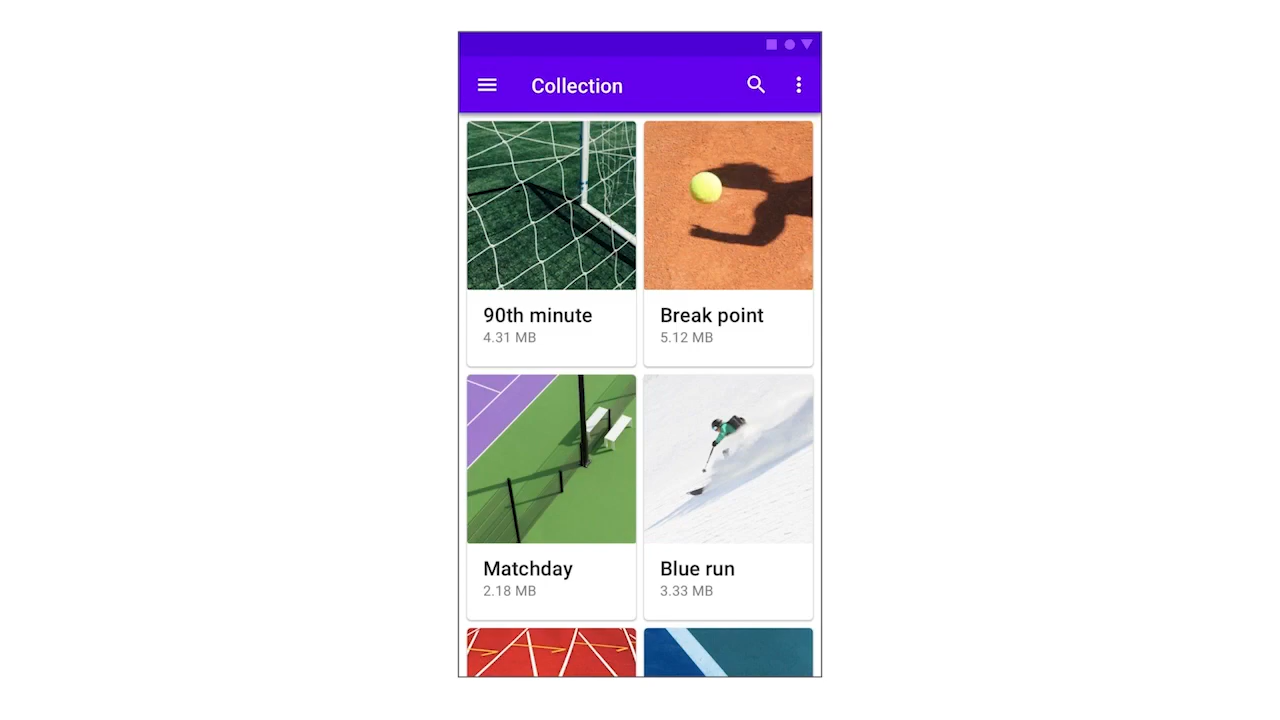 Collection
90th minute
4.31 MB
Break point
5.12 MB
Matchday
2.18 MB
Blue run
3.33 MB